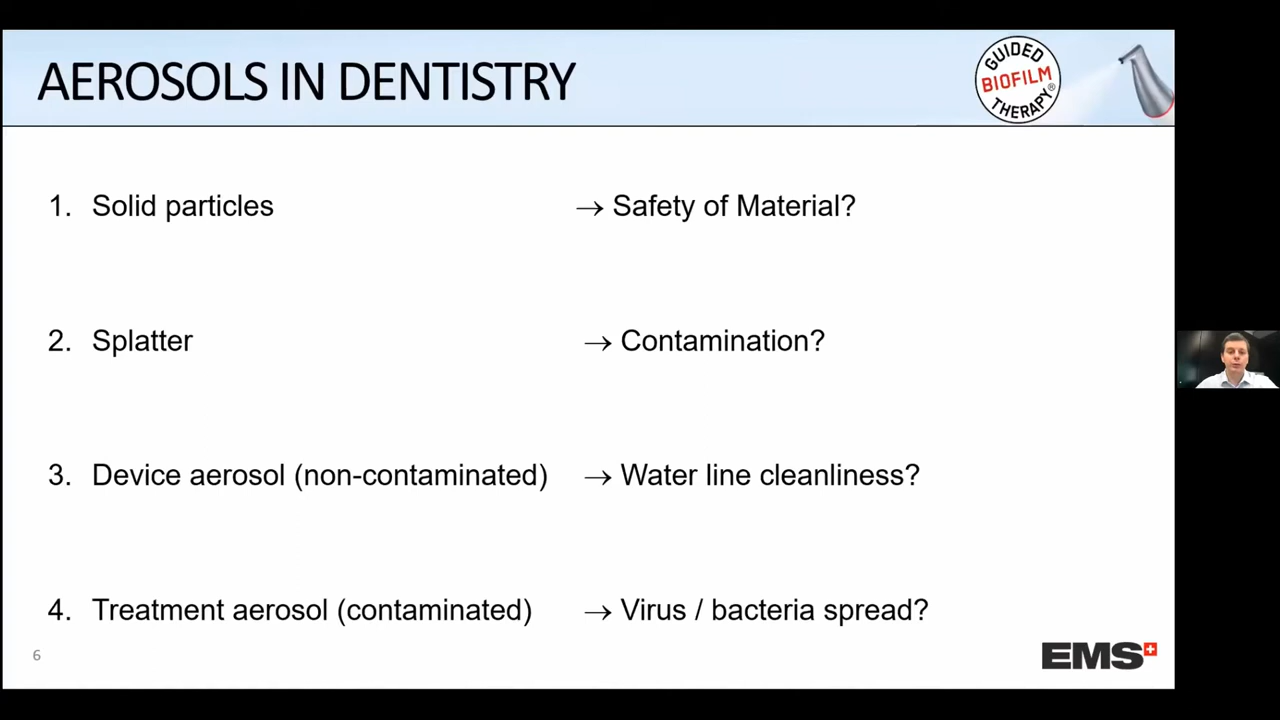 AEROSOLS IN DENTISTRY
GUIDED
BIOFILM
THERAPY®
1. Solid particles → Safety of Material?
2. Splatter → Contamination?
3. Device aerosol (non-contaminated) → Water line cleanliness?
4. Treatment aerosol (contaminated) → Virus / bacteria spread?
6
EMS